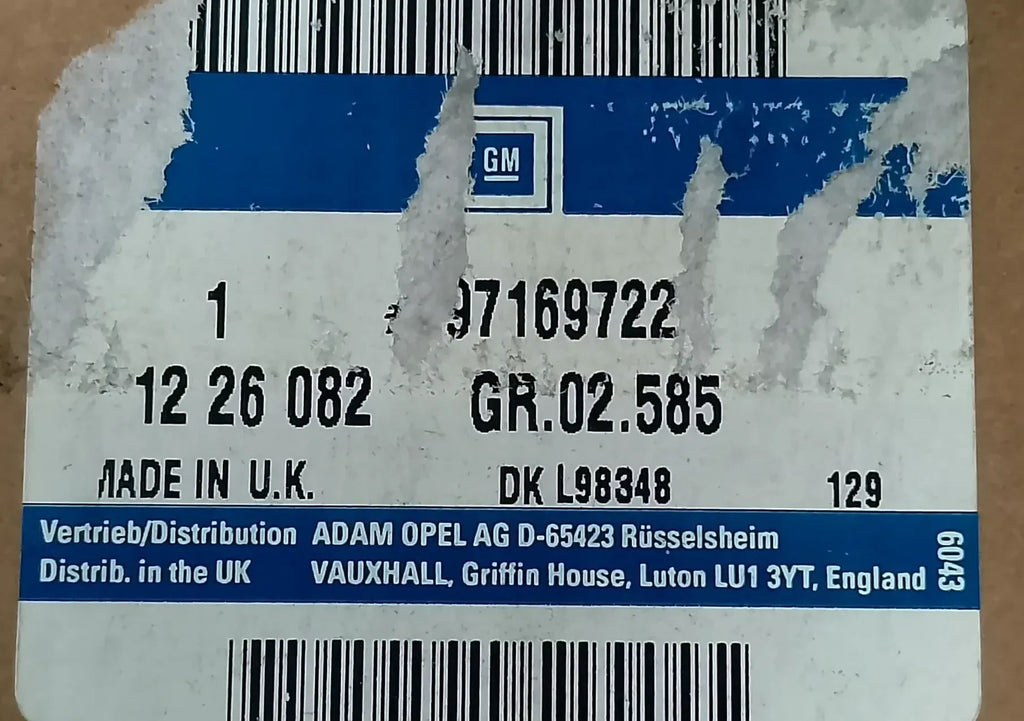 GM
1 97169722
12 26 082 GR.02.585
MADE IN U.K. DK L98348 129
Vertrieb/Distribution ADAM OPEL AG D-65423 Rüsselsheim
Distrib. in the UK VAUXHALL, Griffin House, Luton LU1 3YT, England
6043